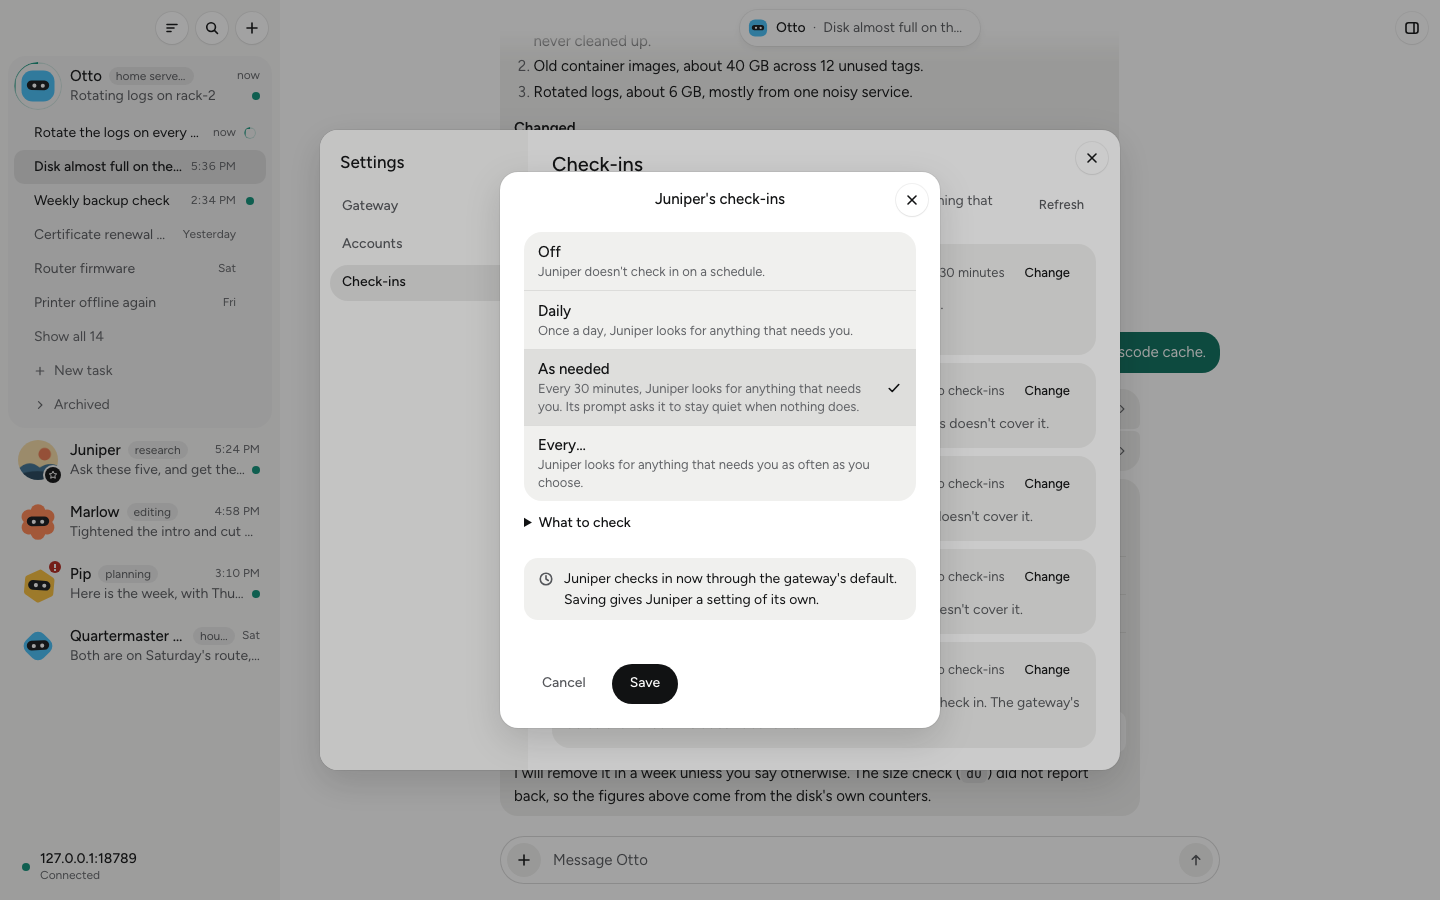 Otto · Disk almost full on th...
Otto home serve... now
Rotating logs on rack-2
Rotate the logs on every ... now
Disk almost full on the... 5:36 PM
Weekly backup check 2:34 PM
Certificate renewal ... Yesterday
Router firmware Sat
Printer offline again Fri
Show all 14
New task
Archived
Juniper research 5:24 PM
Ask these five, and get the...
Marlow editing 4:58 PM
Tightened the intro and cut ...
Pip planning 3:10 PM
Here is the week, with Thu...
Quartermaster ... hou... Sat
Both are on Saturday's route,...
127.0.0.1:18789
Connected
never cleaned up.
2. Old container images, about 40 GB across 12 unused tags.
3. Rotated logs, about 6 GB, mostly from one noisy service.
Changed
scode cache.
Settings
Gateway
Accounts
Check-ins
Check-ins
that
Refresh
30 minutes Change
check-ins Change
doesn't cover it.
check-ins Change
doesn't cover it.
check-ins Change
cover it.
check-ins Change
check in. The gateway's
Juniper's check-ins
Off
Juniper doesn't check in on a schedule.
Daily
Once a day, Juniper looks for anything that needs you.
As needed
Every 30 minutes, Juniper looks for anything that needs
you. Its prompt asks it to stay quiet when nothing does.
Every...
Juniper looks for anything that needs you as often as you
choose.
What to check
Juniper checks in now through the gateway's default.
Saving gives Juniper a setting of its own.
Cancel Save
I will remove it in a week unless you say otherwise. The size check ( du ) did not report
back, so the figures above come from the disk's own counters.
Message Otto